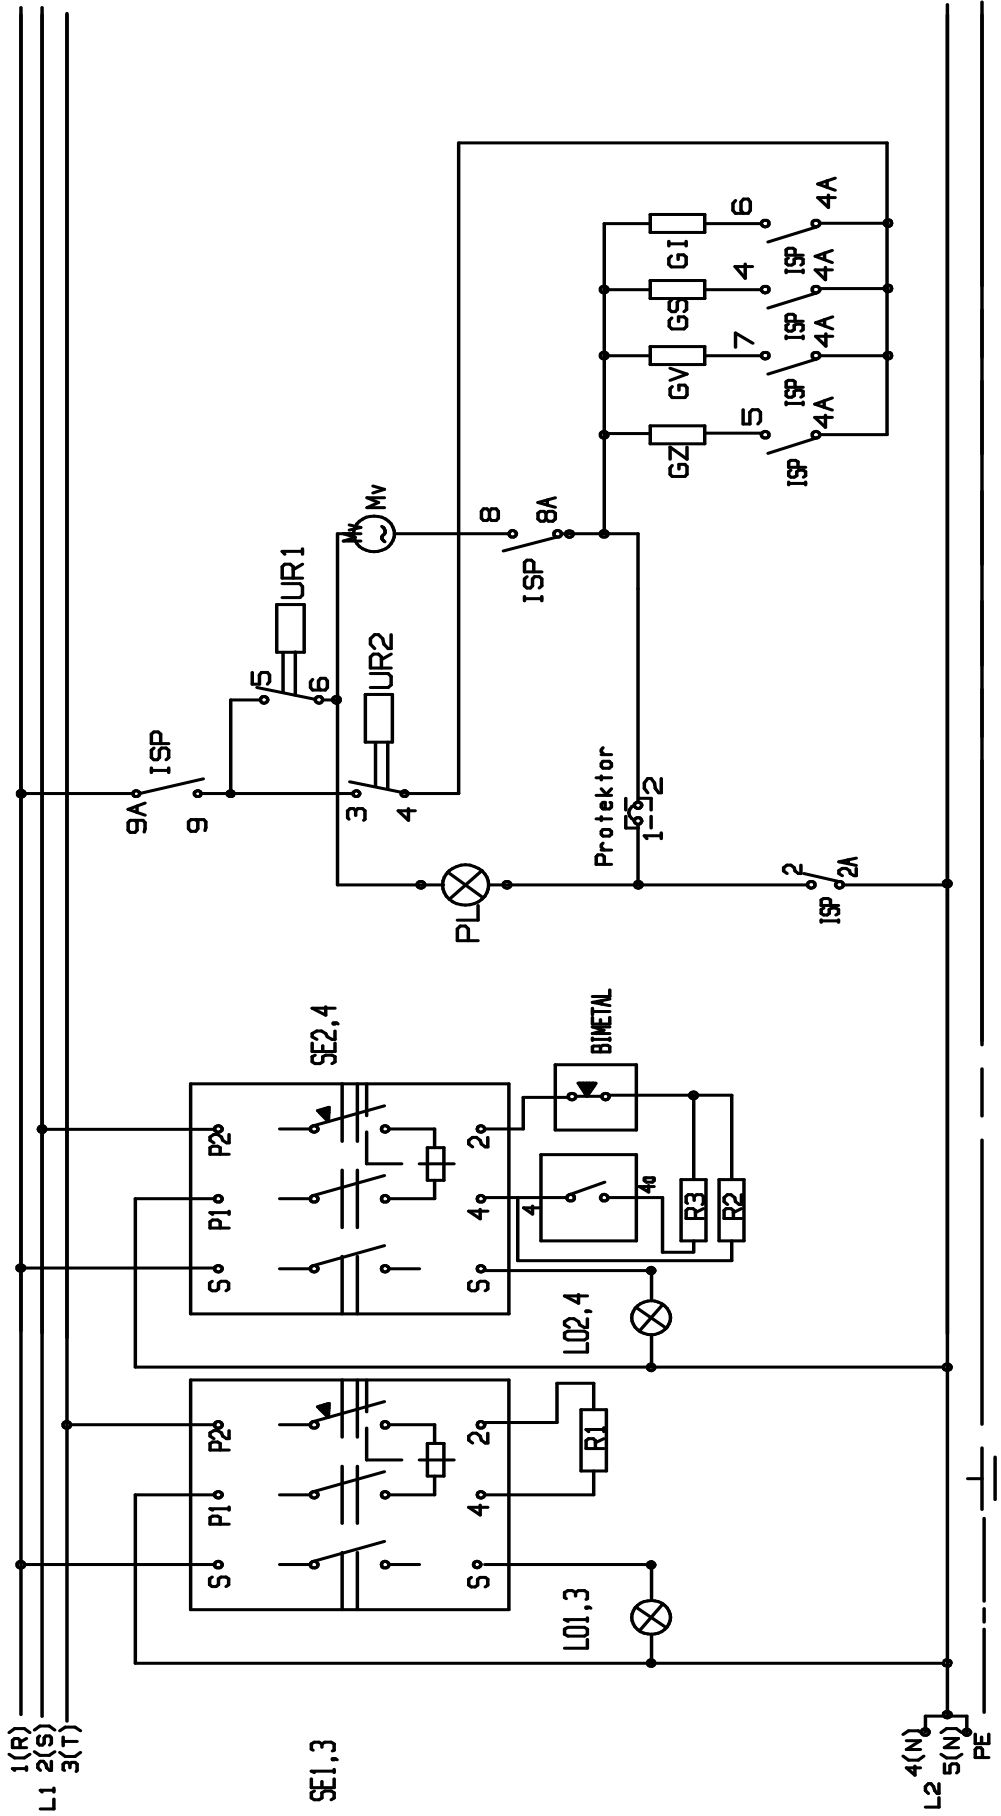 1(R)
L1 2(S)
3(T)
SE1,3
S
P1
P2
S
4
2
R1
L01,3
SE2,4
S
P1
P2
S
4
2
4
4a
BIMETAL
R3
R2
L02,4
9A
ISP
9
3
4
UR2
5
6
UR1
PL
Mv
Mv
8
8A
ISP
Protektor
1
2
2
2A
ISP
GZ
5
4A
ISP
GV
7
4A
ISP
GS
4
4A
ISP
GI
6
4A
ISP
4(N)
L2
5(N)
PE